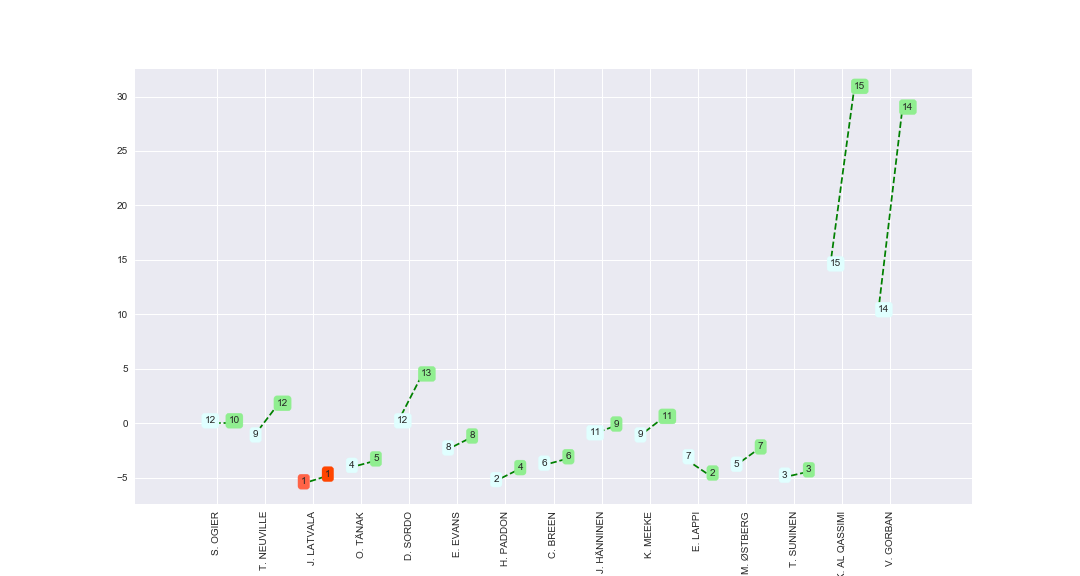 30
25
20
15
10
5
0
−5
12 10
9 12
1 1
4 5
12 13
8 8
2 4
6 6
11 9
9 11
7 2
5 7
3 3
15 15
14 14
S. OGIER
T. NEUVILLE
J. LATVALA
O. TÄNAK
D. SORDO
E. EVANS
H. PADDON
C. BREEN
J. HÄNNINEN
K. MEEKE
E. LAPPI
M. ØSTBERG
T. SUNINEN
AL QASSIMI
V. GORBAN